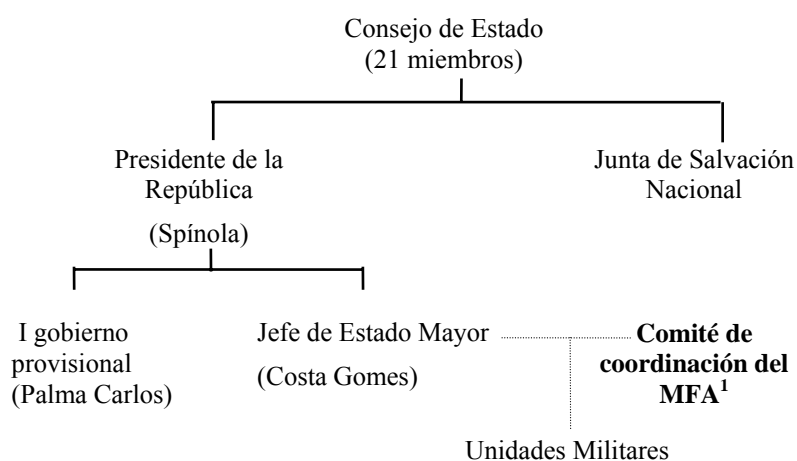 Consejo de Estado
(21 miembros)
Presidente de la
República
(Spínola)
Junta de Salvación
Nacional
I gobierno
provisional
(Palma Carlos)
Jefe de Estado Mayor
(Costa Gomes)
Comité de
coordinación del
MFA¹
Unidades Militares